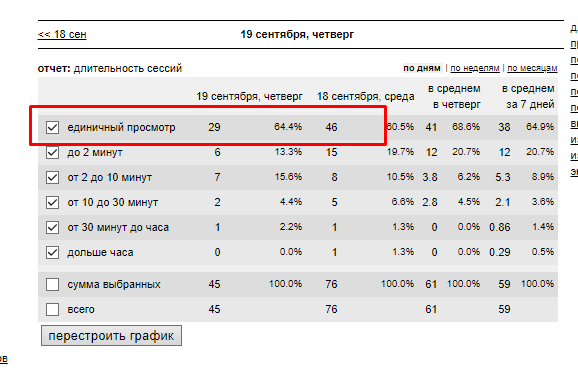 << 18 сен 19 сентября, четверг
отчет: длительность сессий по дням | по неделям | по месяцам
19 сентября, четверг 18 сентября, среда в среднем в четверг в среднем за 7 дней
единичный просмотр 29 64.4% 46 60.5% 41 68.6% 38 64.9%
до 2 минут 6 13.3% 15 19.7% 12 20.7% 12 20.7%
от 2 до 10 минут 7 15.6% 8 10.5% 3.8 6.2% 5.3 8.9%
от 10 до 30 минут 2 4.4% 5 6.6% 2.8 4.5% 2.1 3.6%
от 30 минут до часа 1 2.2% 1 1.3% 0 0.0% 0.86 1.4%
дольше часа 0 0.0% 1 1.3% 0 0.0% 0.29 0.5%
сумма выбранных 45 100.0% 76 100.0% 61 100.0% 59 100.0%
всего 45 76 61 59
перестроить график